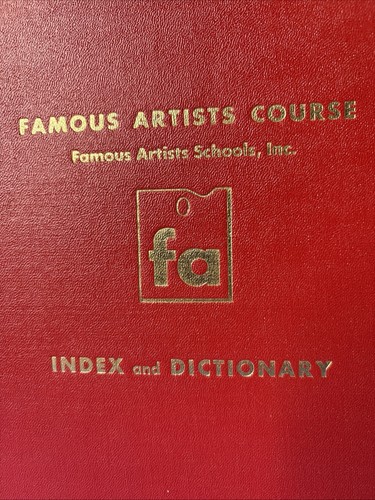 FAMOUS ARTISTS COURSE
Famous Artists Schools, Inc.
fa
INDEX and DICTIONARY